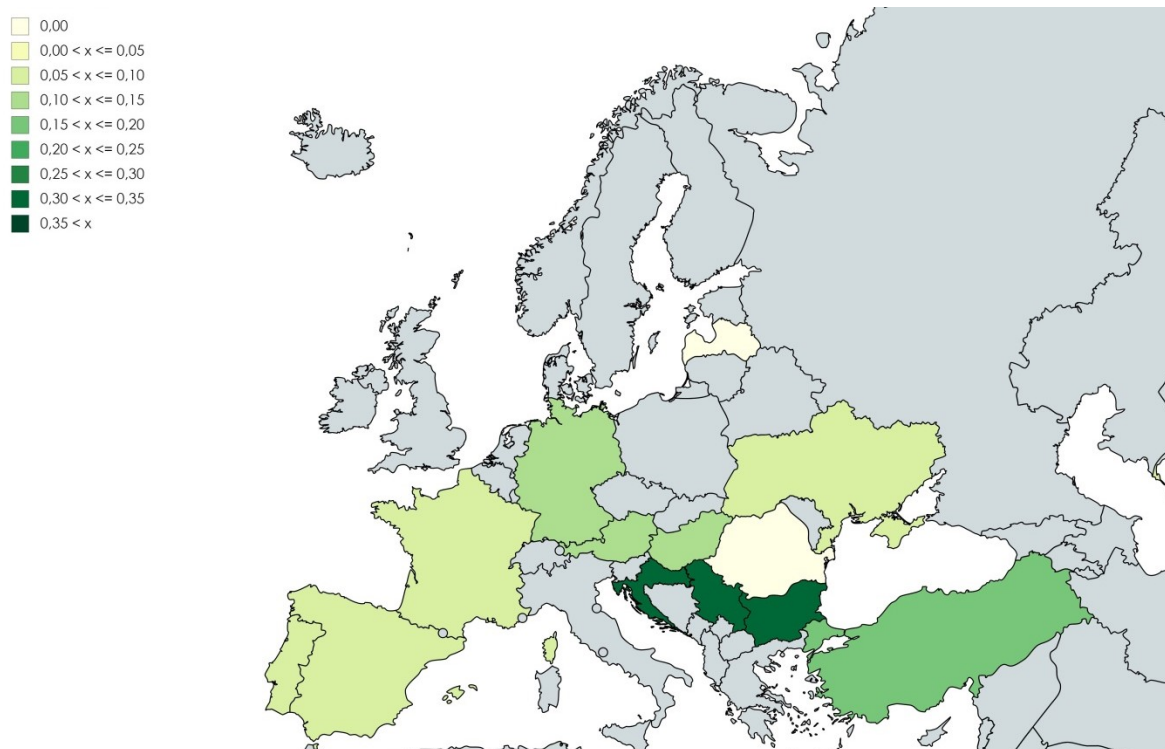 0,00
0,00 < x <= 0,05
0,05 < x <= 0,10
0,10 < x <= 0,15
0,15 < x <= 0,20
0,20 < x <= 0,25
0,25 < x <= 0,30
0,30 < x <= 0,35
0,35 < x